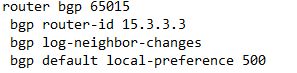 router bgp 65015
 bgp router-id 15.3.3.3
 bgp log-neighbor-changes
 bgp default local-preference 500